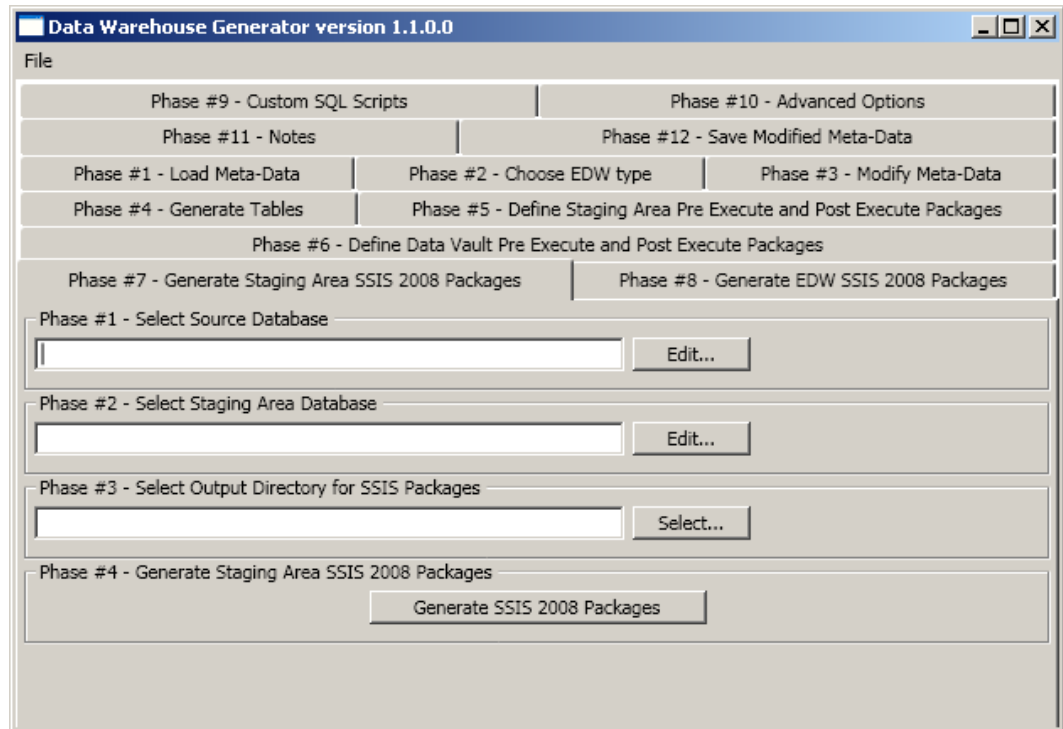 Data Warehouse Generator version 1.1.0.0
File
Phase #9 - Custom SQL Scripts
Phase #10 - Advanced Options
Phase #11 - Notes
Phase #12 - Save Modified Meta-Data
Phase #1 - Load Meta-Data
Phase #2 - Choose EDW type
Phase #3 - Modify Meta-Data
Phase #4 - Generate Tables
Phase #5 - Define Staging Area Pre Execute and Post Execute Packages
Phase #6 - Define Data Vault Pre Execute and Post Execute Packages
Phase #7 - Generate Staging Area SSIS 2008 Packages
Phase #8 - Generate EDW SSIS 2008 Packages
Phase #1 - Select Source Database
Edit...
Phase #2 - Select Staging Area Database
Edit...
Phase #3 - Select Output Directory for SSIS Packages
Select...
Phase #4 - Generate Staging Area SSIS 2008 Packages
Generate SSIS 2008 Packages